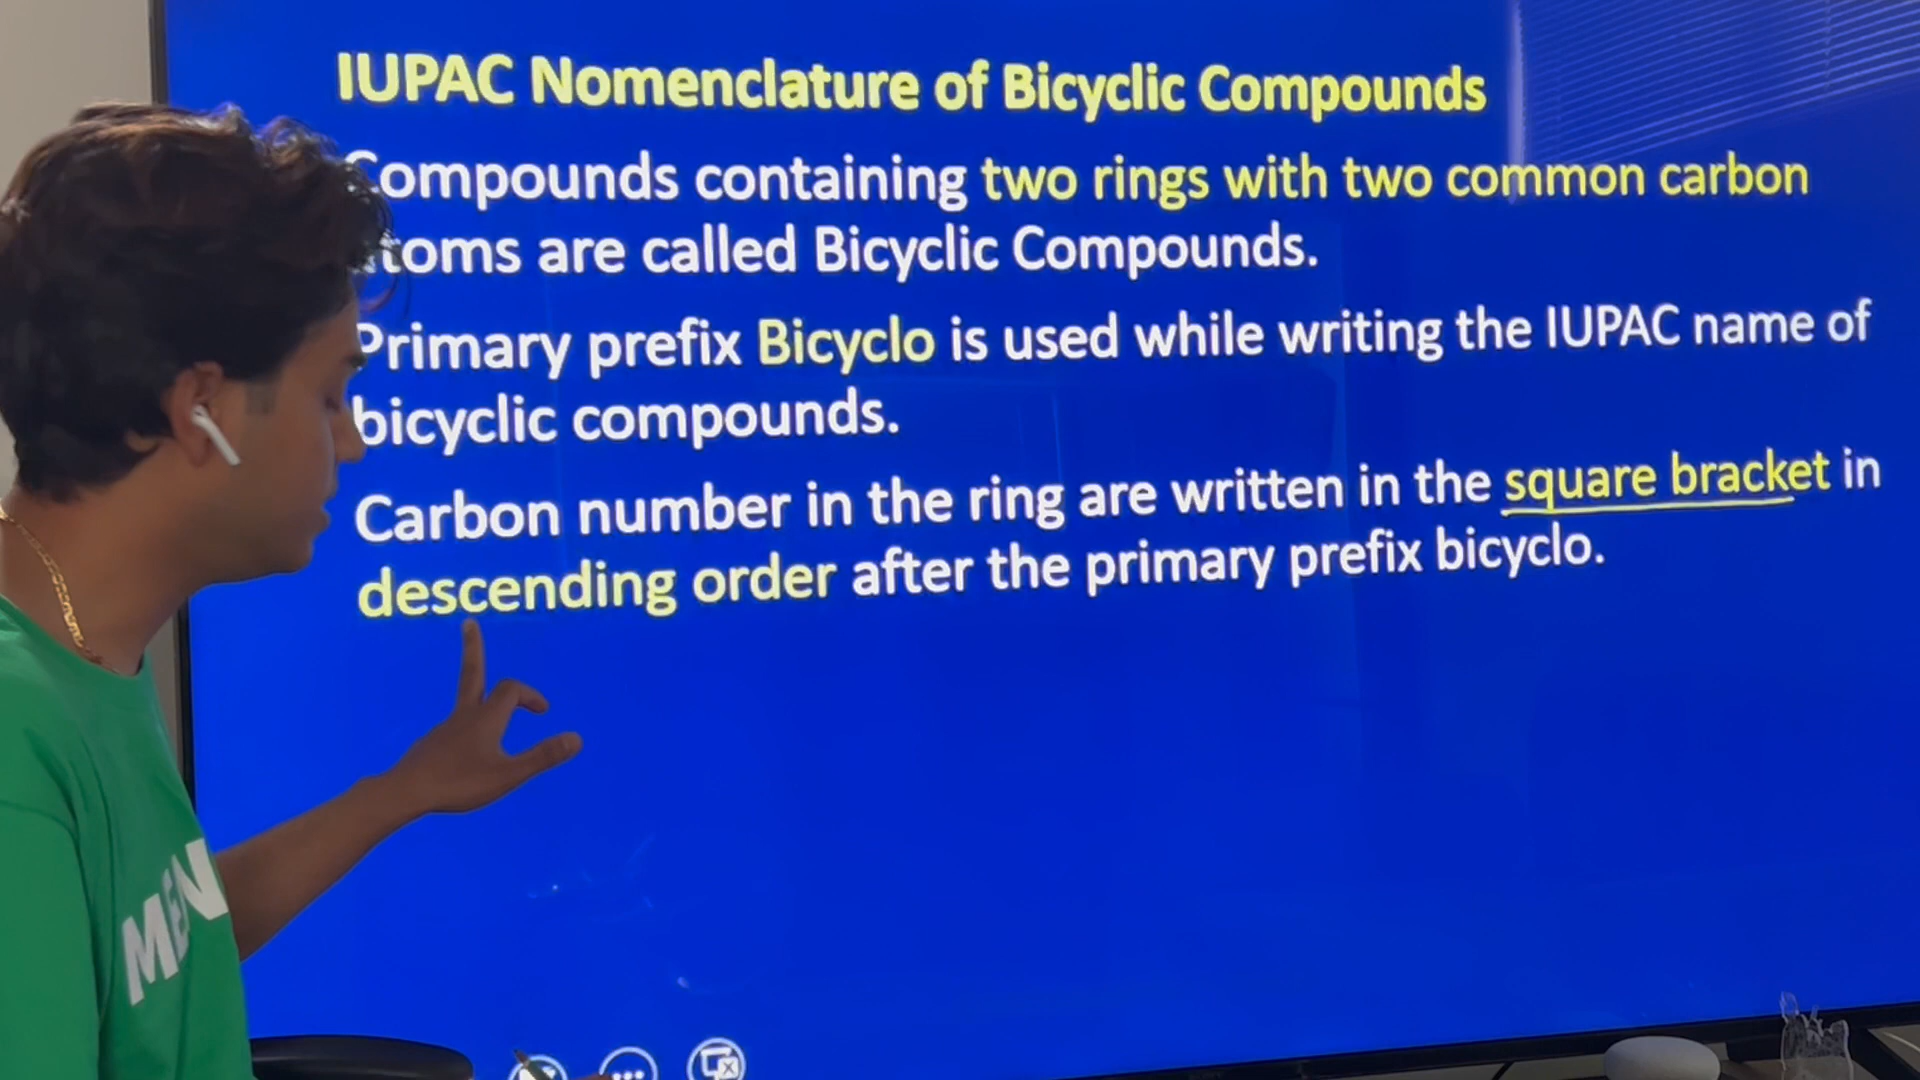 IUPAC Nomenclature of Bicyclic Compounds
Compounds containing two rings with two common carbon
atoms are called Bicyclic Compounds.
Primary prefix Bicyclo is used while writing the IUPAC name of
bicyclic compounds.
Carbon number in the ring are written in the square bracket in
descending order after the primary prefix bicyclo.